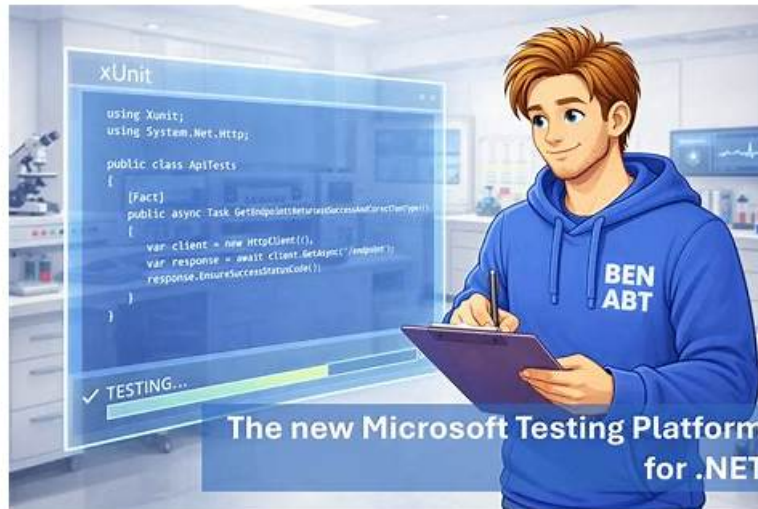 xUnit
using Xunit;
using System.Net.Http;
public class ApiTests
{
[Fact]
public async Task
{
var client = new HttpClient(),
var response = await client.GetAsync("/endpoint");
response.EnsureSuccessStatusCode();
}
}
✓ TESTING...
BEN
ABT
The new Microsoft Testing Platform
for .NET